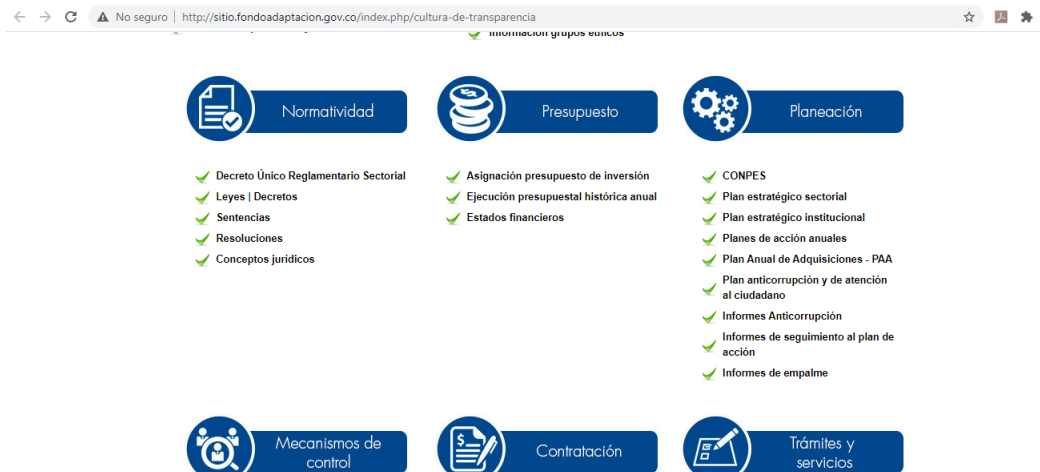 No seguro | http://sitio.fondoadaptacion.gov.co/index.php/cultura-de-transparencia
Información grupos étnicos
Normatividad
Decreto Único Reglamentario Sectorial
Leyes | Decretos
Sentencias
Resoluciones
Conceptos jurídicos
Presupuesto
Asignación presupuesto de inversión
Ejecución presupuestal histórica anual
Estados financieros
Planeación
CONPES
Plan estratégico sectorial
Plan estratégico institucional
Planes de acción anuales
Plan Anual de Adquisiciones - PAA
Plan anticorrupción y de atención
al ciudadano
Informes Anticorrupción
Informes de seguimiento al plan de
acción
Informes de empalme
Mecanismos de
control
Contratación
Trámites y
servicios